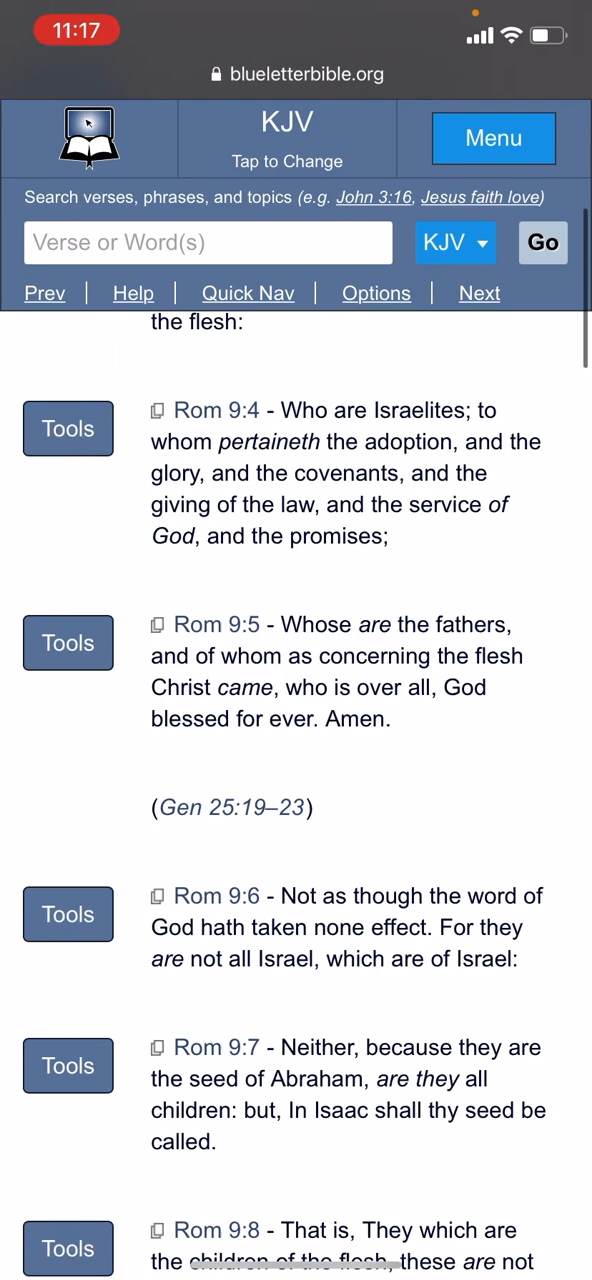 11:17
blueletterbible.org
KJV
Tap to Change
Menu
Search verses, phrases, and topics (e.g. John 3:16, Jesus faith love)
Verse or Word(s)
KJV
Go
Prev | Help | Quick Nav | Options | Next
the flesh:
Tools
Rom 9:4 - Who are Israelites; to
whom pertaineth the adoption, and the
glory, and the covenants, and the
giving of the law, and the service of
God, and the promises;
Tools
Rom 9:5 - Whose are the fathers,
and of whom as concerning the flesh
Christ came, who is over all, God
blessed for ever. Amen.
(Gen 25:19–23)
Tools
Rom 9:6 - Not as though the word of
God hath taken none effect. For they
are not all Israel, which are of Israel:
Tools
Rom 9:7 - Neither, because they are
the seed of Abraham, are they all
children: but, In Isaac shall thy seed be
called.
Tools
Rom 9:8 - That is, They which are
the children of the flesh, these are not